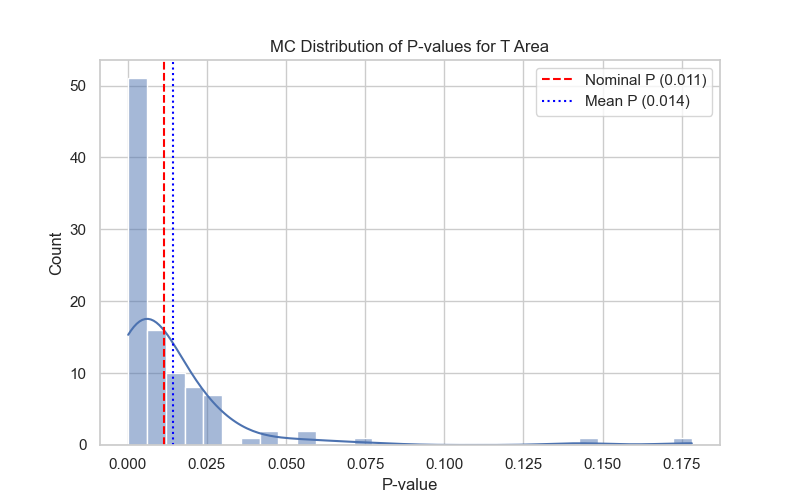 MC Distribution of P-values for T Area
Nominal P (0.011)
Mean P (0.014)
Count
50
40
30
20
10
0
0.000 0.025 0.050 0.075 0.100 0.125 0.150 0.175
P-value